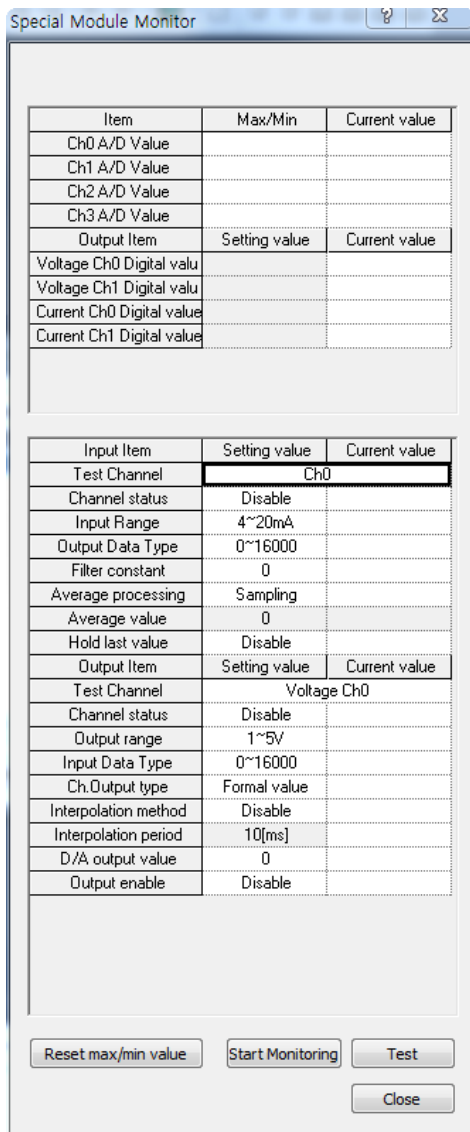 Special Module Monitor
Item Max/Min Current value
Ch0 A/D Value
Ch1 A/D Value
Ch2 A/D Value
Ch3 A/D Value
Output Item Setting value Current value
Voltage Ch0 Digital valu
Voltage Ch1 Digital valu
Current Ch0 Digital value
Current Ch1 Digital value
Input Item Setting value Current value
Test Channel Ch0
Channel status Disable
Input Range 4~20mA
Output Data Type 0~16000
Filter constant 0
Average processing Sampling
Average value 0
Hold last value Disable
Output Item Setting value Current value
Test Channel Voltage Ch0
Channel status Disable
Output range 1~5V
Input Data Type 0~16000
Ch.Output type Formal value
Interpolation method Disable
Interpolation period 10[ms]
D/A output value 0
Output enable Disable
Reset max/min value Start Monitoring Test
Close